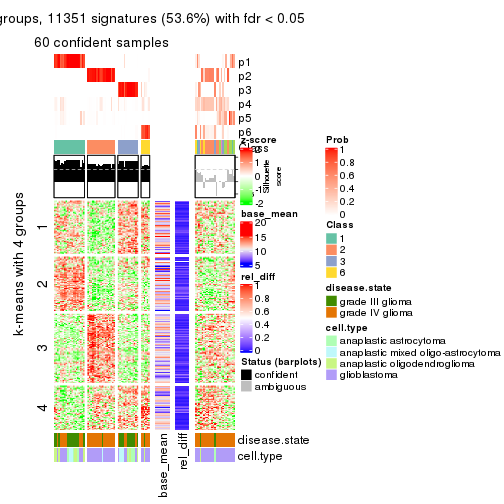 groups, 11351 signatures (53.6%) with fdr < 0.05
60 confident samples
p1
p2
p3
p4
p5
p6
Class
Silhouette
score
k-means with 4 groups
1
2
3
4
base_mean
rel_diff
disease.state
cell.type
z-score
2
1
0
-1
-2
base_mean
20
15
10
5
rel_diff
1
0.8
0.6
0.4
0.2
0
Status (barplots)
confident
ambiguous
Prob
1
0.8
0.6
0.4
0.2
0
Class
1
2
3
6
disease.state
grade III glioma
grade IV glioma
cell.type
anaplastic astrocytoma
anaplastic mixed oligo-astrocytoma
anaplastic oligodendroglioma
glioblastoma